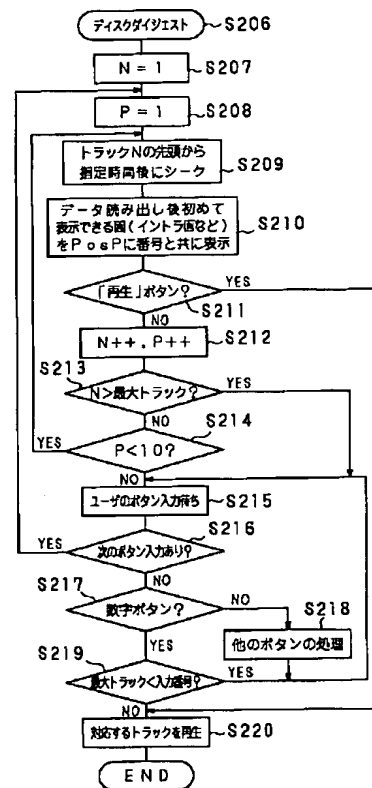 ディスクダイジェスト
S206
N = 1
S207
P = 1
S208
トラックNの先頭から
指定時間後にシーク
S209
データ読み出し後初めて
表示できる画(イントラ画など)
をPosPに番号と共に表示
S210
「再生」ボタン?
YES
S211
NO
N++, P++
S212
S213
N>最大トラック?
YES
NO
S214
P<10?
YES
NO
ユーザのボタン入力待ち
S215
S216
次のボタン入力あり?
YES
NO
S217
数字ボタン?
NO
S218
他のボタンの処理
YES
S219
最大トラック<入力番号?
YES
NO
対応するトラックを再生
S220
END